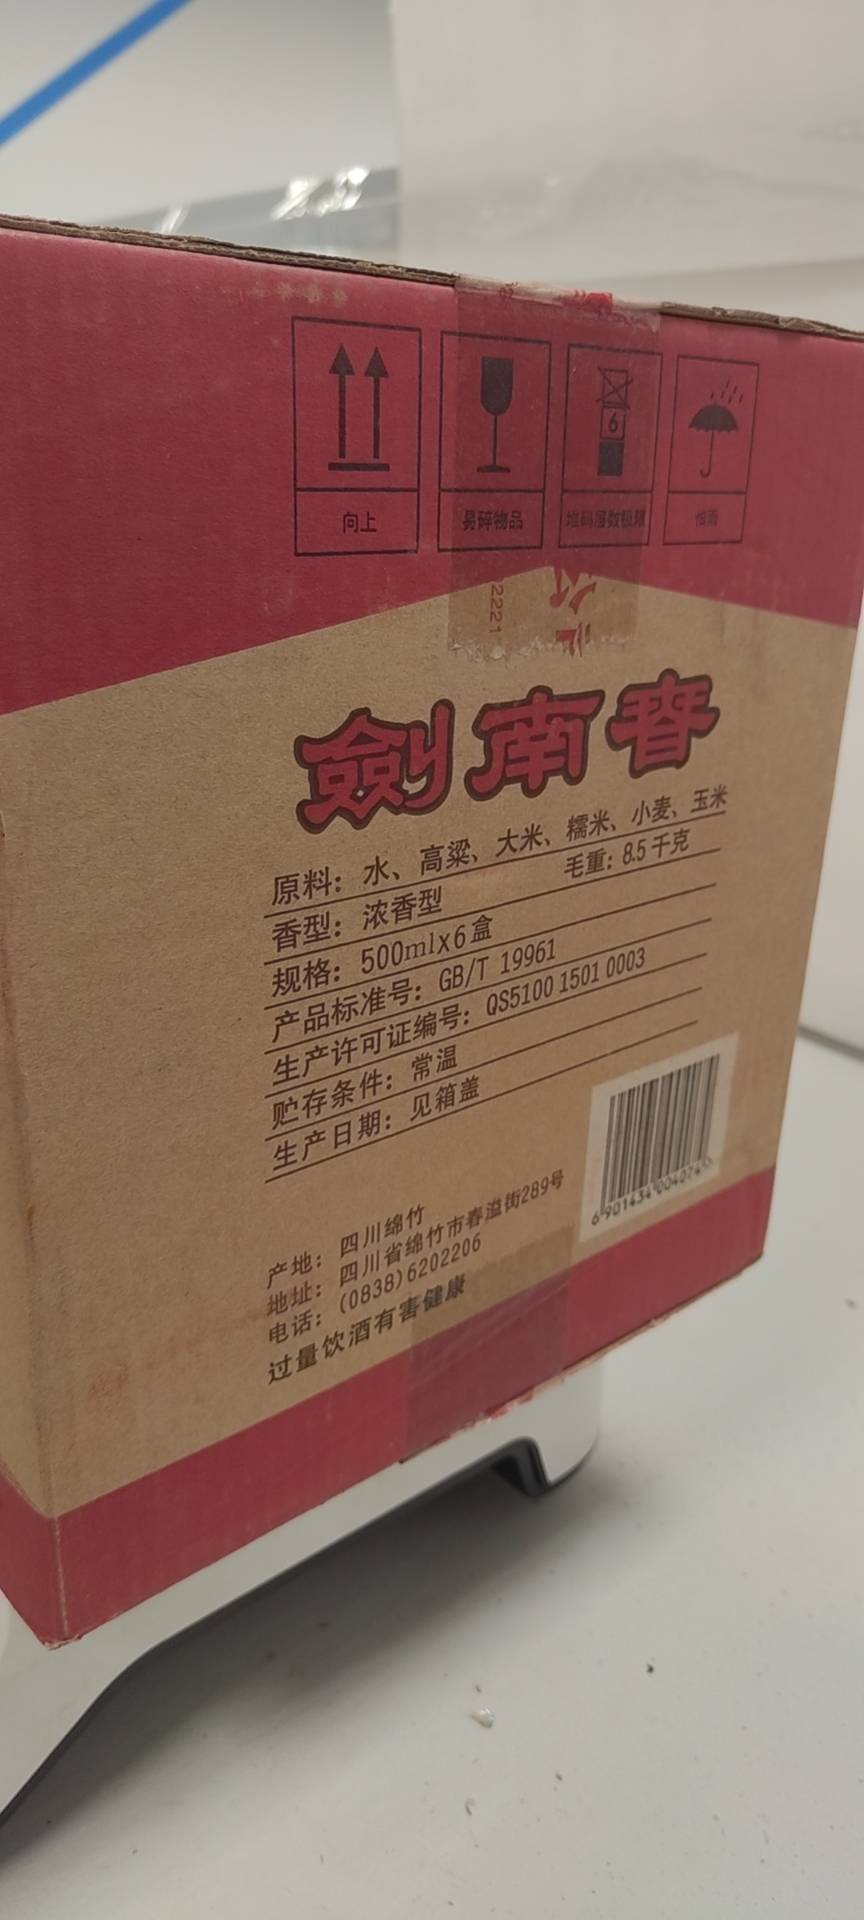 6
向上
易碎物品
堆码层数极限
怕雨
2221
劍南春
原料：水、高粱、大米、糯米、小麦、玉米
香型：浓香型 毛重：8.5千克
规格：500mlx6盒
产品标准号：GB/T 19961
生产许可证编号：QS5100 1501 0003
贮存条件：常温
生产日期：见箱盖
产地：四川绵竹
地址：四川省绵竹市春溢街289号
电话：(0838)6202206
过量饮酒有害健康